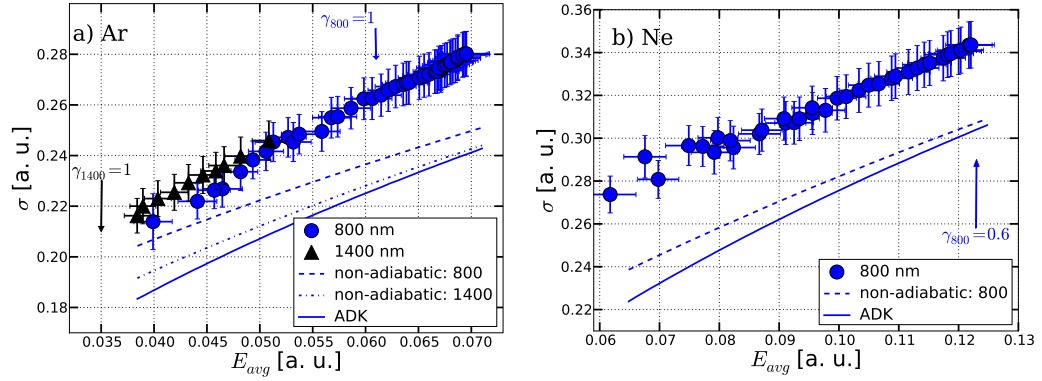 a) Ar
γ800=1
γ1400=1
σ [a. u.]
0.28
0.26
0.24
0.22
0.20
0.18
0.035
0.040
0.045
0.050
0.055
0.060
0.065
0.070
E_avg [a. u.]
800 nm
1400 nm
non-adiabatic: 800
non-adiabatic: 1400
ADK
b) Ne
γ800=0.6
σ [a. u.]
0.36
0.34
0.32
0.30
0.28
0.26
0.24
0.22
0.06
0.07
0.08
0.09
0.10
0.11
0.12
0.13
E_avg [a. u.]
800 nm
non-adiabatic: 800
ADK